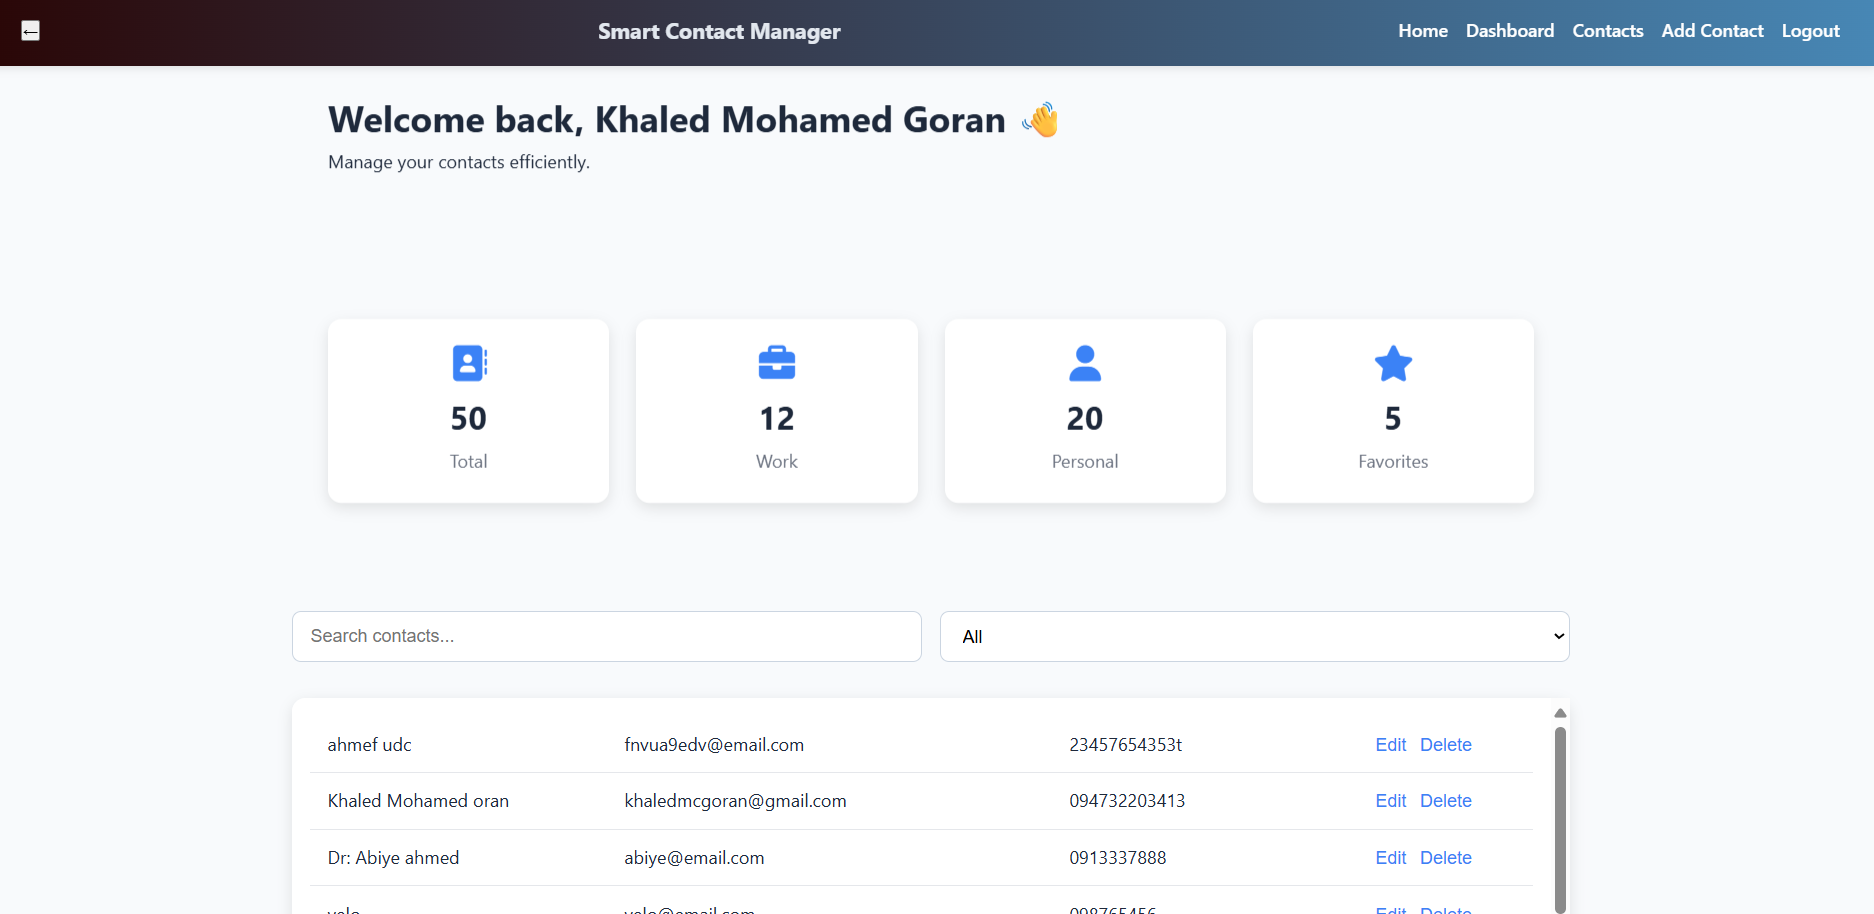 Smart Contact Manager
Home Dashboard Contacts Add Contact Logout
Welcome back, Khaled Mohamed Goran 👋
Manage your contacts efficiently.
50
Total
12
Work
20
Personal
5
Favorites
Search contacts...
All
ahmef udc fnvua9edv@email.com 23457654353t Edit Delete
Khaled Mohamed oran khaledmcgoran@gmail.com 094732203413 Edit Delete
Dr: Abiye ahmed abiye@email.com 0913337888 Edit Delete
Edit Delete